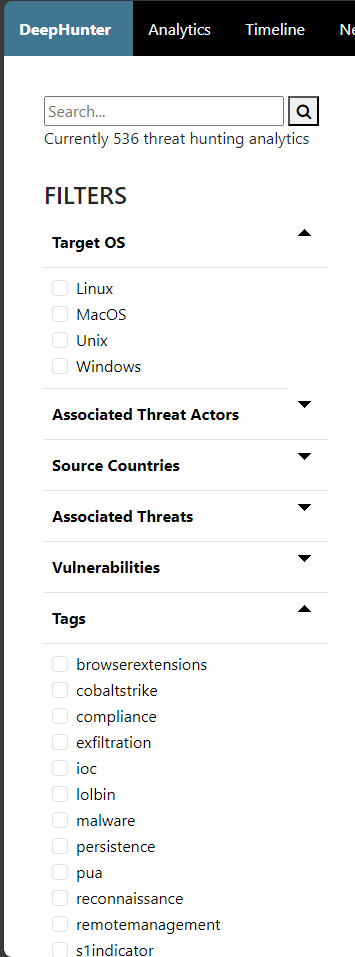 DeepHunter Analytics Timeline Ne
Search...
Currently 536 threat hunting analytics
FILTERS
Target OS
Linux
MacOS
Unix
Windows
Associated Threat Actors
Source Countries
Associated Threats
Vulnerabilities
Tags
browserextensions
cobaltstrike
compliance
exfiltration
ioc
lolbin
malware
persistence
pua
reconnaissance
remotemanagement
s1indicator